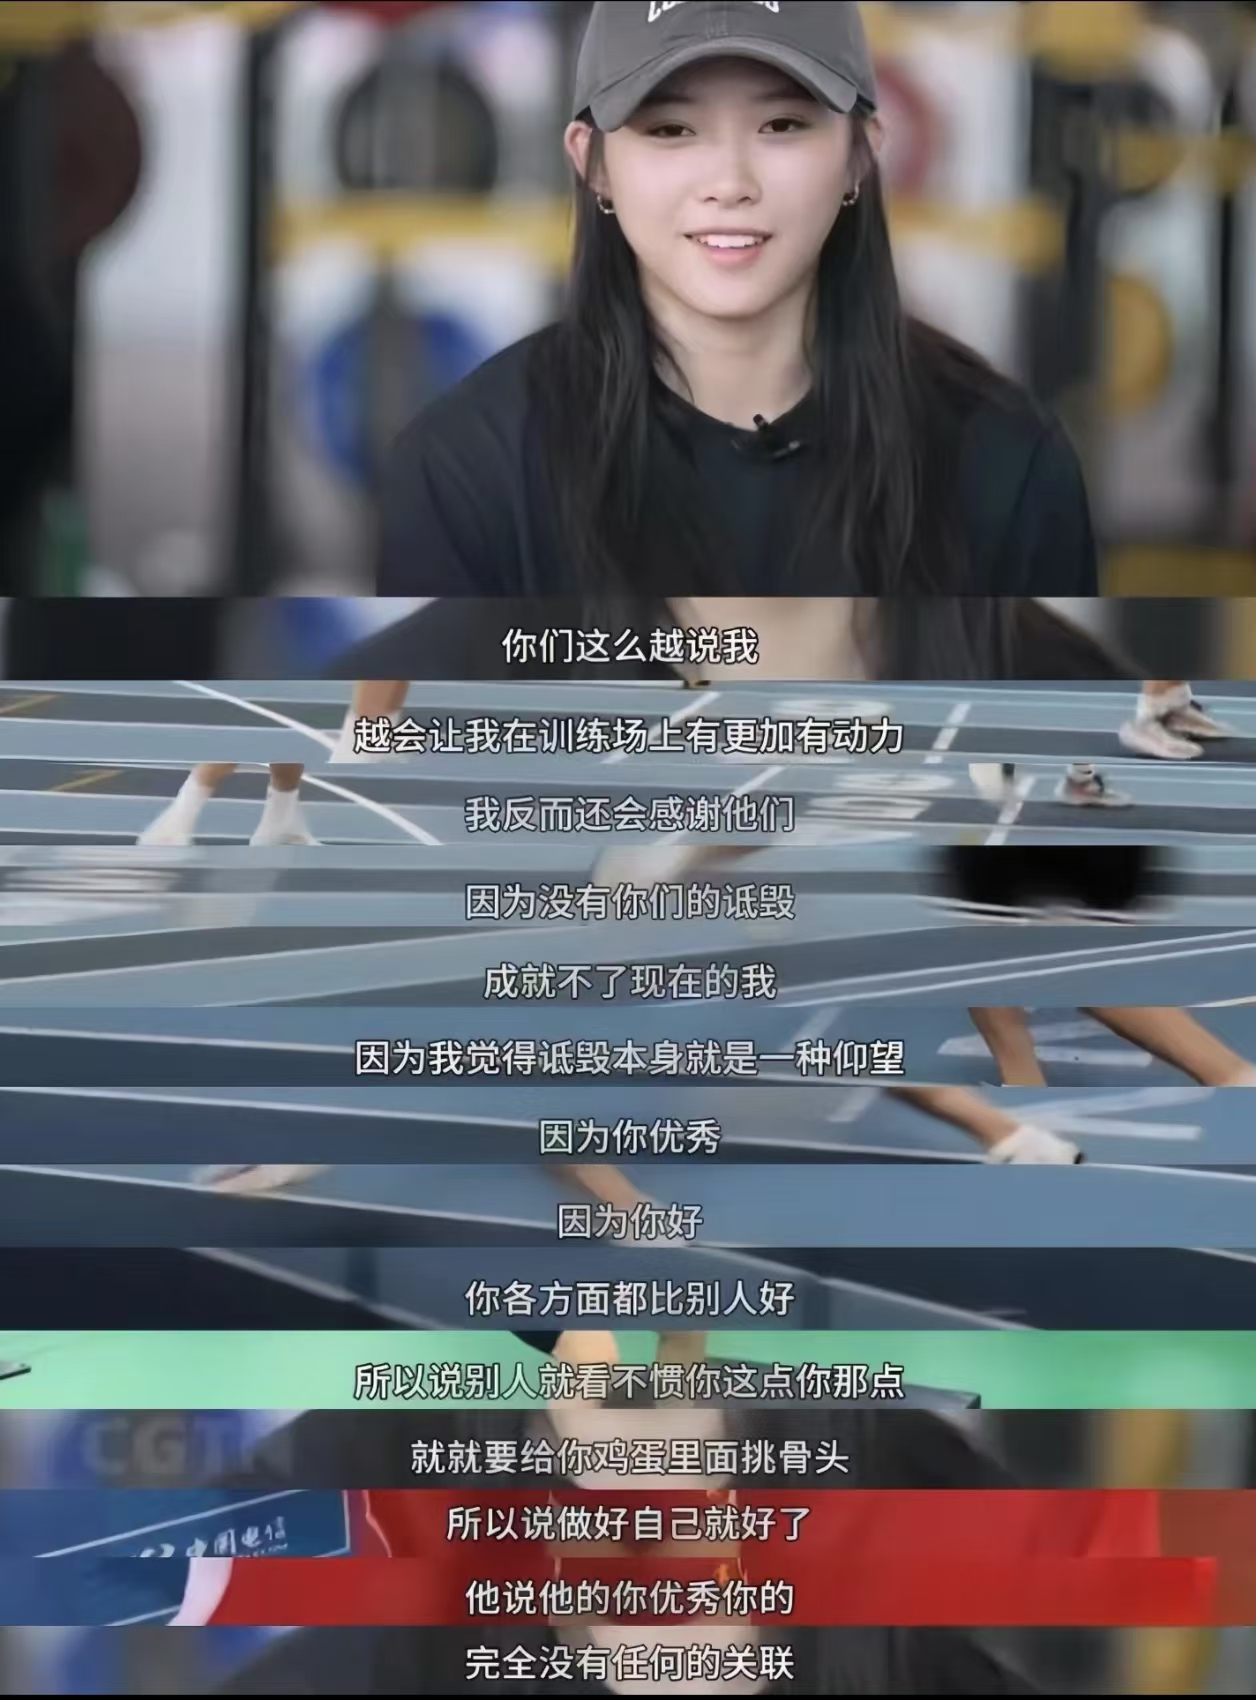 你们这么越说我
越会让我在训练场上有更加有动力
我反而还会感谢他们
因为没有你们的诋毁
成就不了现在的我
因为我觉得诋毁本身就是一种仰望
因为你优秀
因为你好
你各方面都比别人好
所以说别人就看不惯你这点你那点
CGTN
就就要给你鸡蛋里面挑骨头
所以说做好自己就好了
中国电信
他说他的你优秀你的
完全没有任何的关联